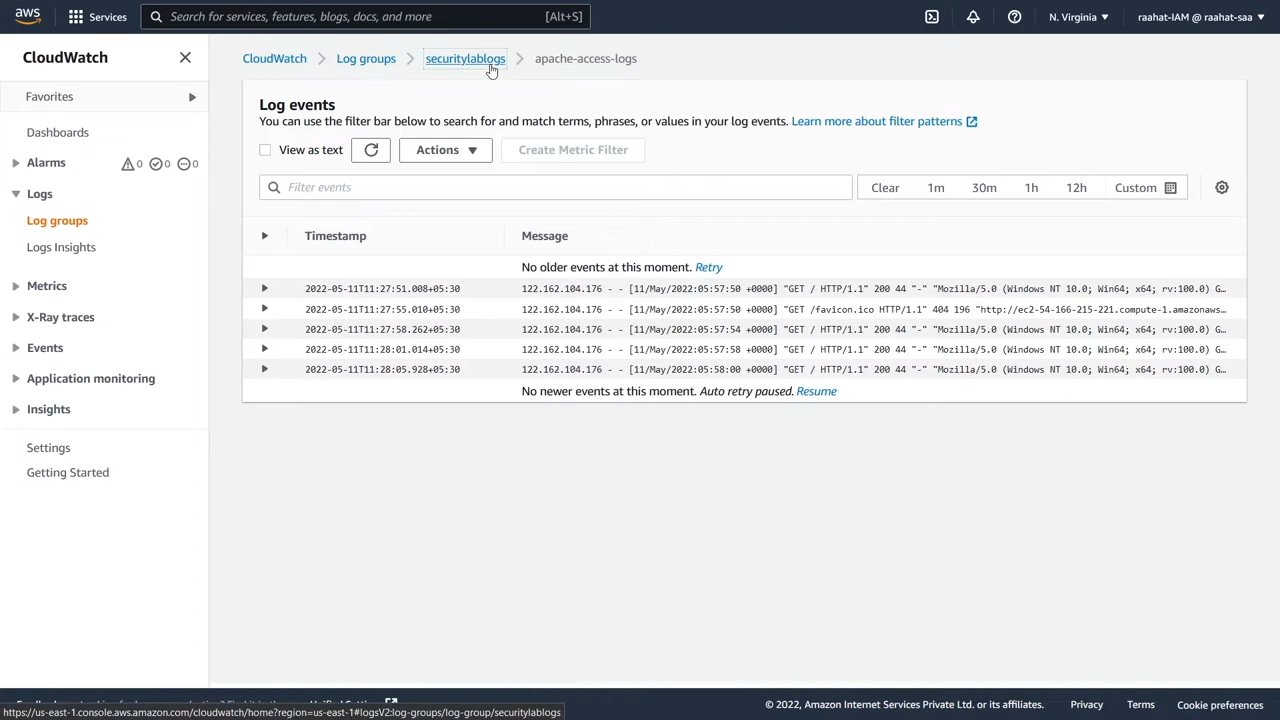 aws Services Search for services, features, blogs, docs, and more [Alt+S] N. Virginia ▼ raahat-IAM @ raahat-saa ▼
CloudWatch
Favorites
Dashboards
Alarms 0 0 0
Logs
Log groups
Logs Insights
Metrics
X-Ray traces
Events
Application monitoring
Insights
Settings
Getting Started
CloudWatch > Log groups > securitylablogs > apache-access-logs
Log events
You can use the filter bar below to search for and match terms, phrases, or values in your log events. Learn more about filter patterns
View as text Actions ▼ Create Metric Filter
Filter events Clear 1m 30m 1h 12h Custom
Timestamp Message
No older events at this moment. Retry
2022-05-11T11:27:51.008+05:30 122.162.104.176 - - [11/May/2022:05:57:50 +0000] "GET / HTTP/1.1" 200 44 "-" "Mozilla/5.0 (Windows NT 10.0; Win64; x64; rv:100.0) G…
2022-05-11T11:27:55.010+05:30 122.162.104.176 - - [11/May/2022:05:57:50 +0000] "GET /favicon.ico HTTP/1.1" 404 196 "http://ec2-54-166-215-221.compute-1.amazonaws…
2022-05-11T11:27:58.262+05:30 122.162.104.176 - - [11/May/2022:05:57:54 +0000] "GET / HTTP/1.1" 200 44 "-" "Mozilla/5.0 (Windows NT 10.0; Win64; x64; rv:100.0) G…
2022-05-11T11:28:01.014+05:30 122.162.104.176 - - [11/May/2022:05:57:58 +0000] "GET / HTTP/1.1" 200 44 "-" "Mozilla/5.0 (Windows NT 10.0; Win64; x64; rv:100.0) G…
2022-05-11T11:28:05.928+05:30 122.162.104.176 - - [11/May/2022:05:58:00 +0000] "GET / HTTP/1.1" 200 44 "-" "Mozilla/5.0 (Windows NT 10.0; Win64; x64; rv:100.0) G…
No newer events at this moment. Auto retry paused. Resume
© 2022, Amazon Internet Services Private Ltd. or its affiliates. Privacy Terms Cookie preferences
https://us-east-1.console.aws.amazon.com/cloudwatch/home?region=us-east-1#logsV2:log-groups/log-group/securitylablogs